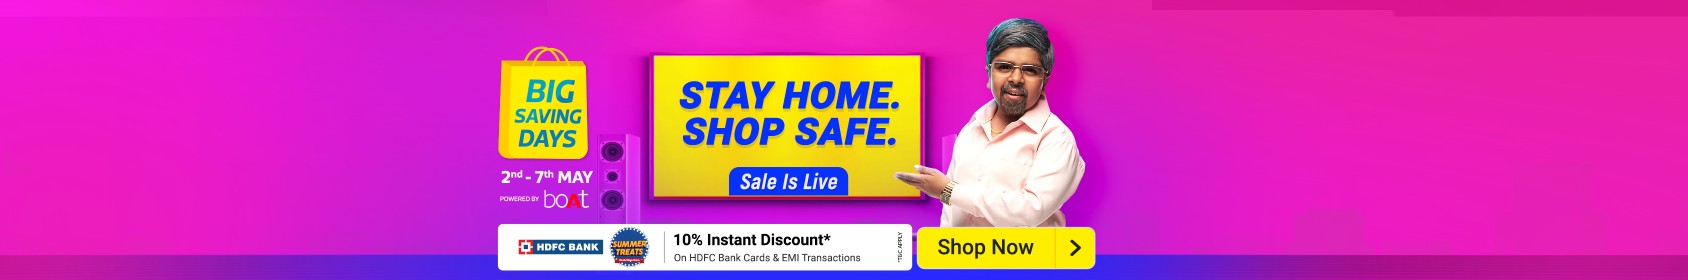 BIG
SAVING
DAYS
2nd - 7th MAY
POWERED BY boAt
STAY HOME.
SHOP SAFE.
Sale Is Live
HDFC BANK
SUMMER
TREATS
10% Instant Discount*
On HDFC Bank Cards & EMI Transactions
*T&C APPLY
Shop Now